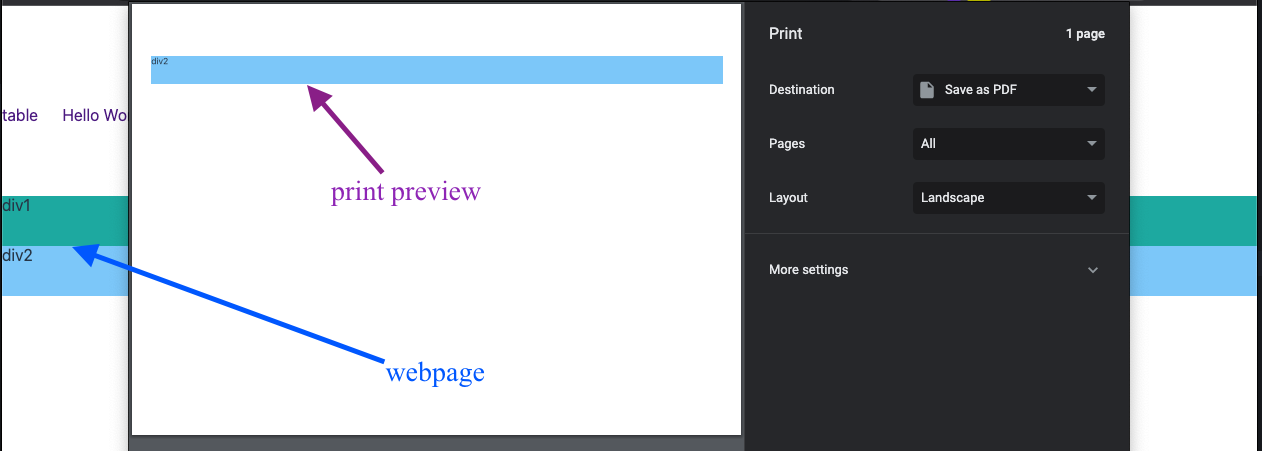 Print
1 page
div2
Destination
Save as PDF
table
Hello Wo
Pages
All
print preview
Layout
Landscape
div1
div2
More settings
webpage